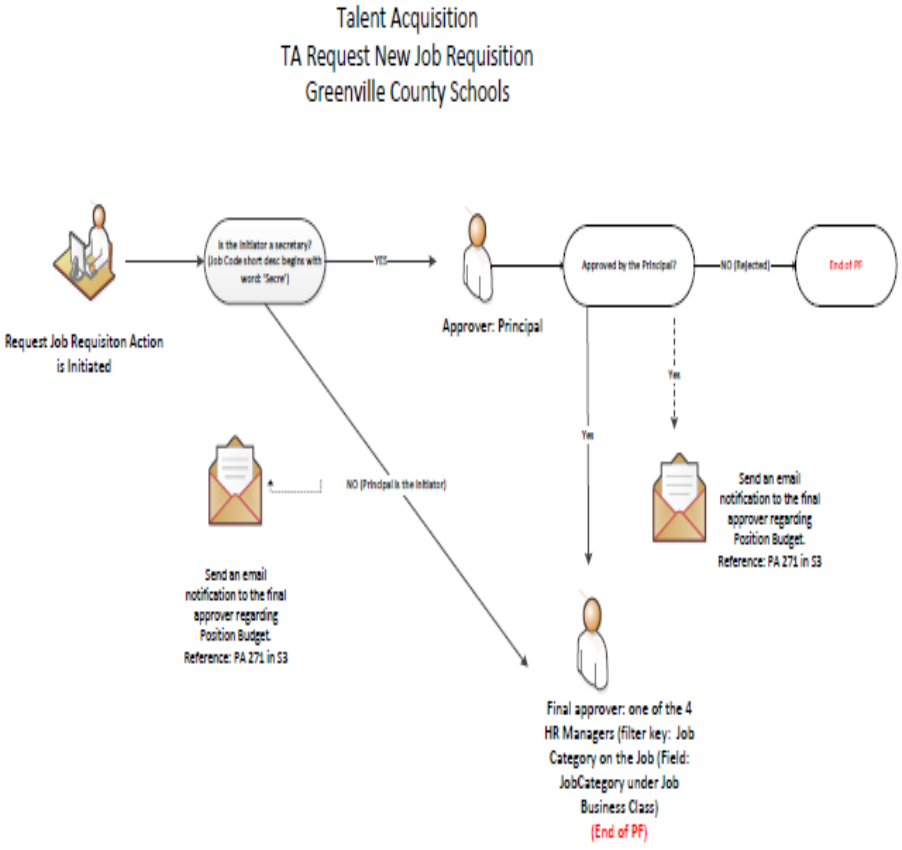 Talent Acquisition
TA Request New Job Requisition
Greenville County Schools
Is the Initiator a secretary?
(Job Code short desc begins with
word: 'Secre')
YES
Approved by the Principal?
NO (Rejected)
End of PF
Approver: Principal
Request Job Requisiton Action
is Initiated
Yes
Yes
NO (Principal is the Initiator)
Send an email
notification to the final
approver regarding
Position Budget.
Reference: PA 271 in S3
Send an email
notification to the final
approver regarding
Position Budget.
Reference: PA 271 in S3
Final approver: one of the 4
HR Managers (filter key: Job
Category on the Job (Field:
JobCategory under Job
Business Class)
(End of PF)